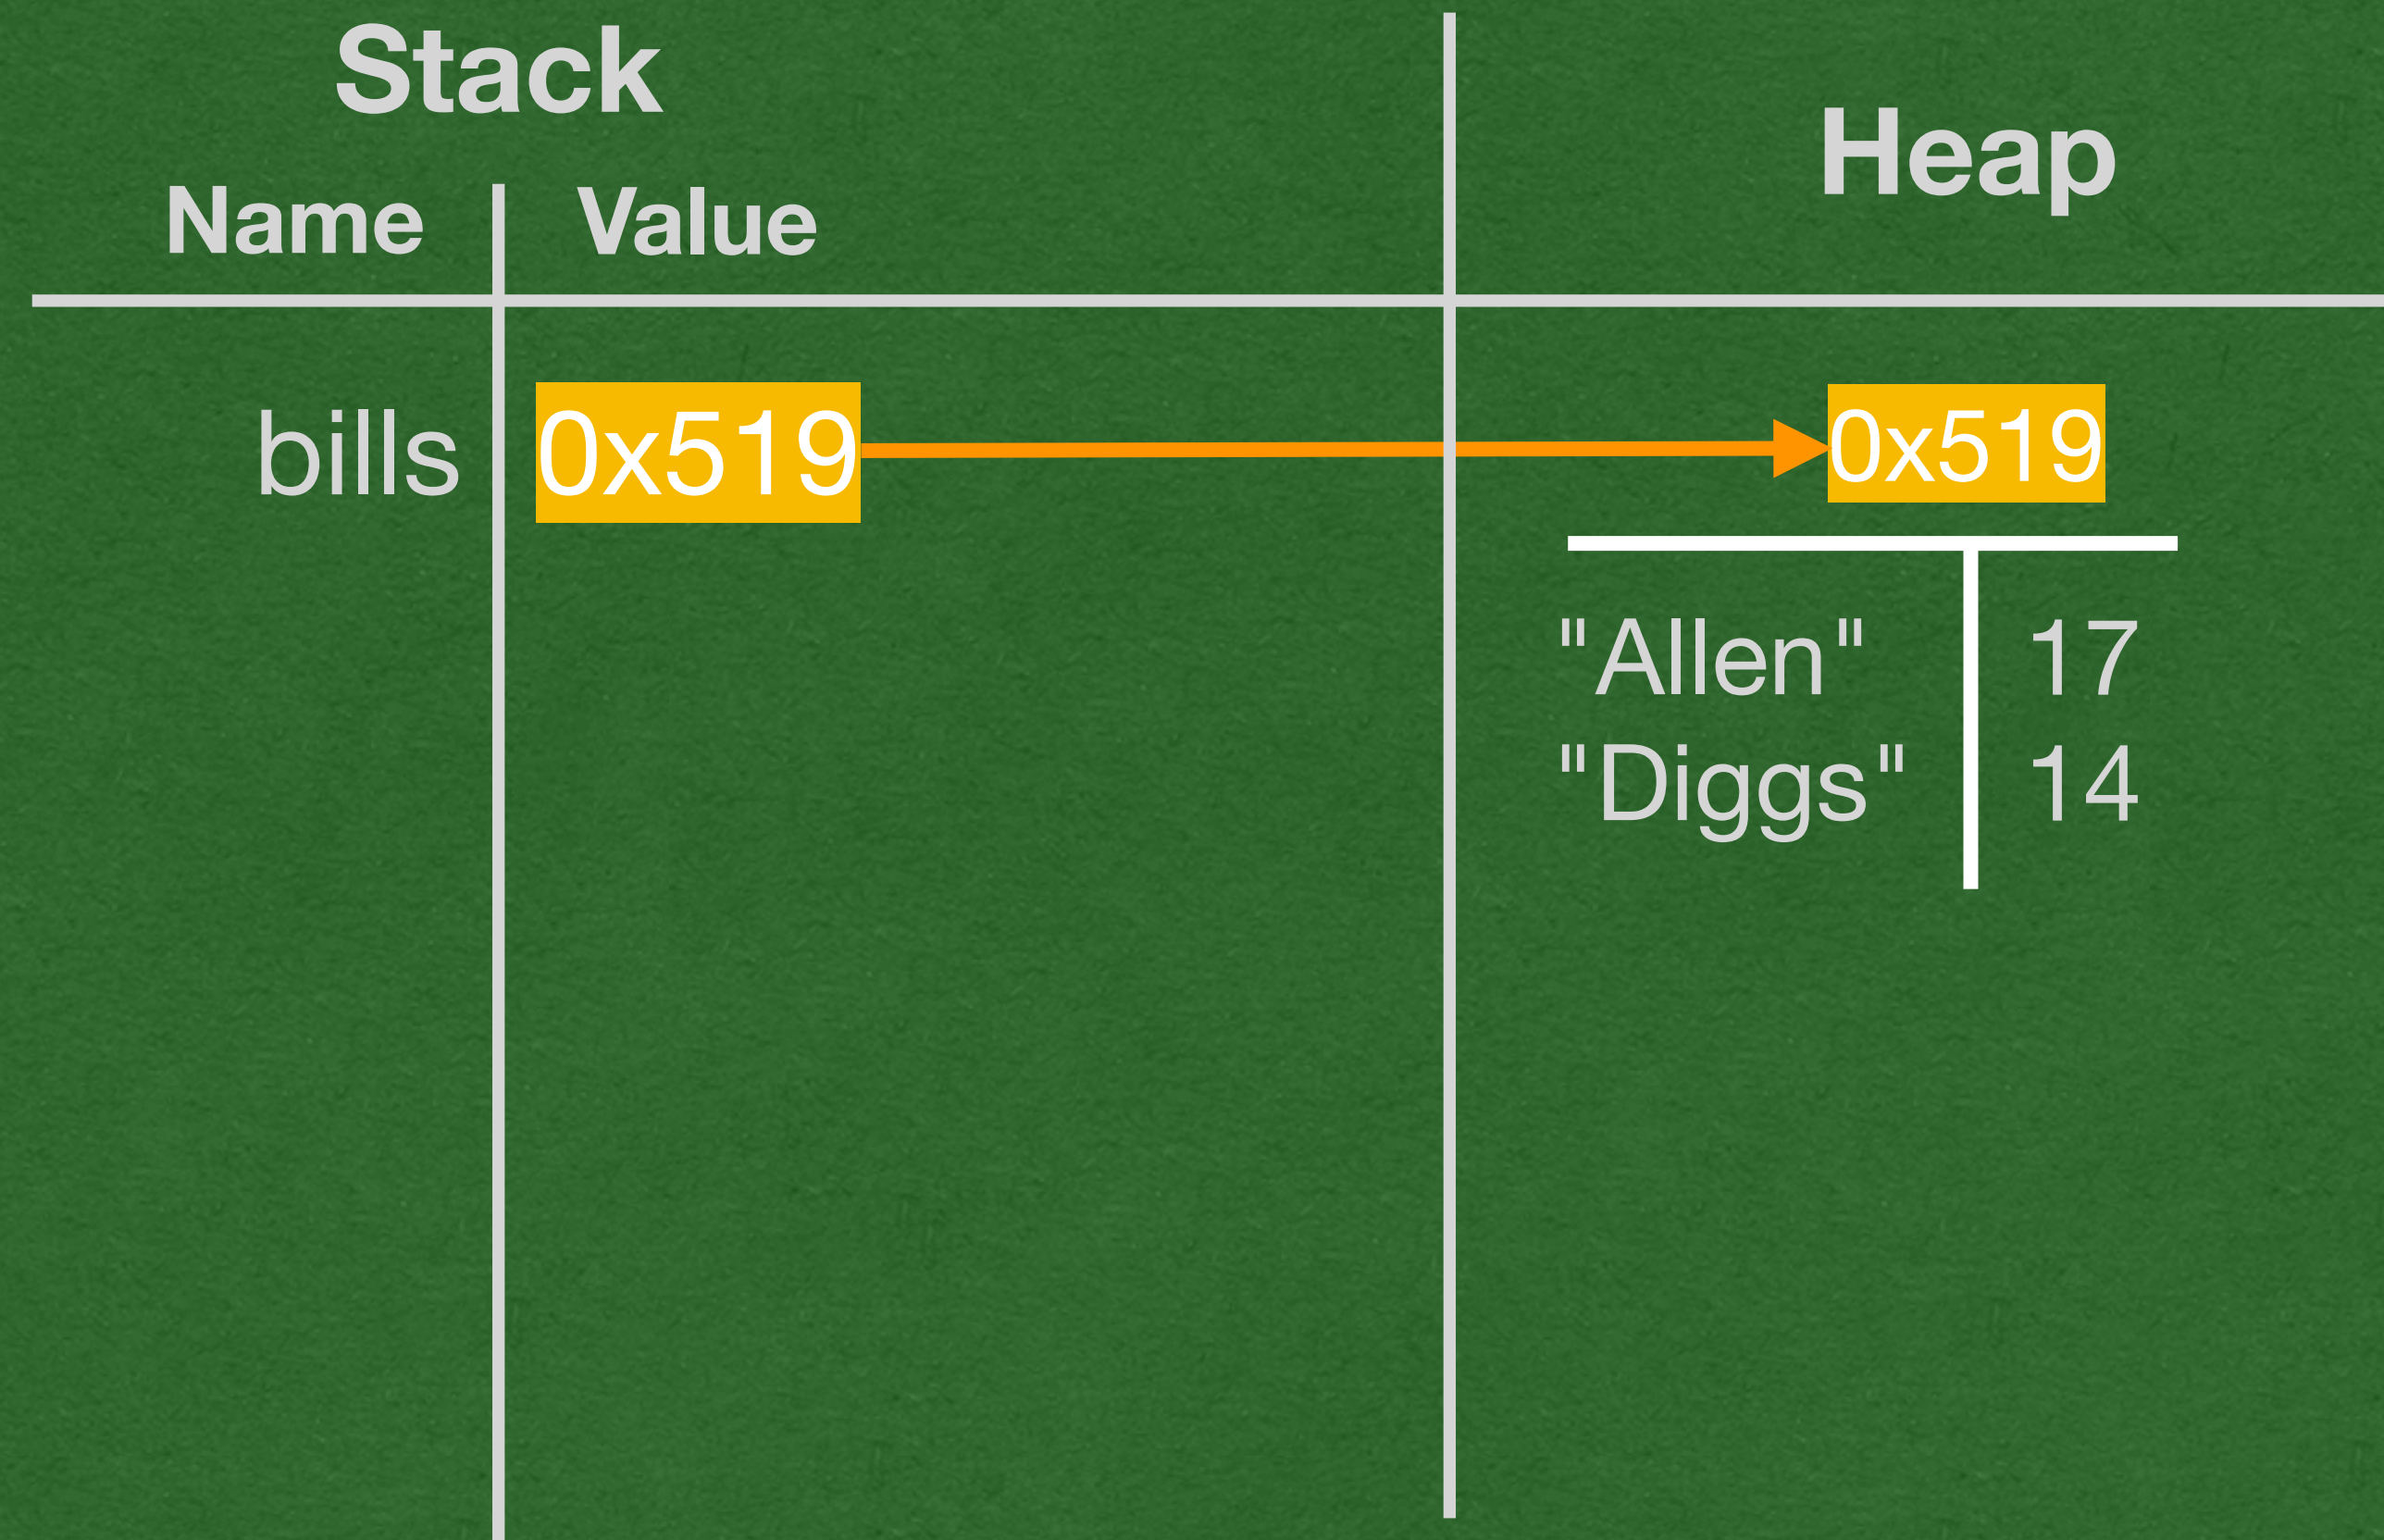 Stack
Heap
Name Value
bills 0x519 0x519
"Allen" 17
"Diggs" 14